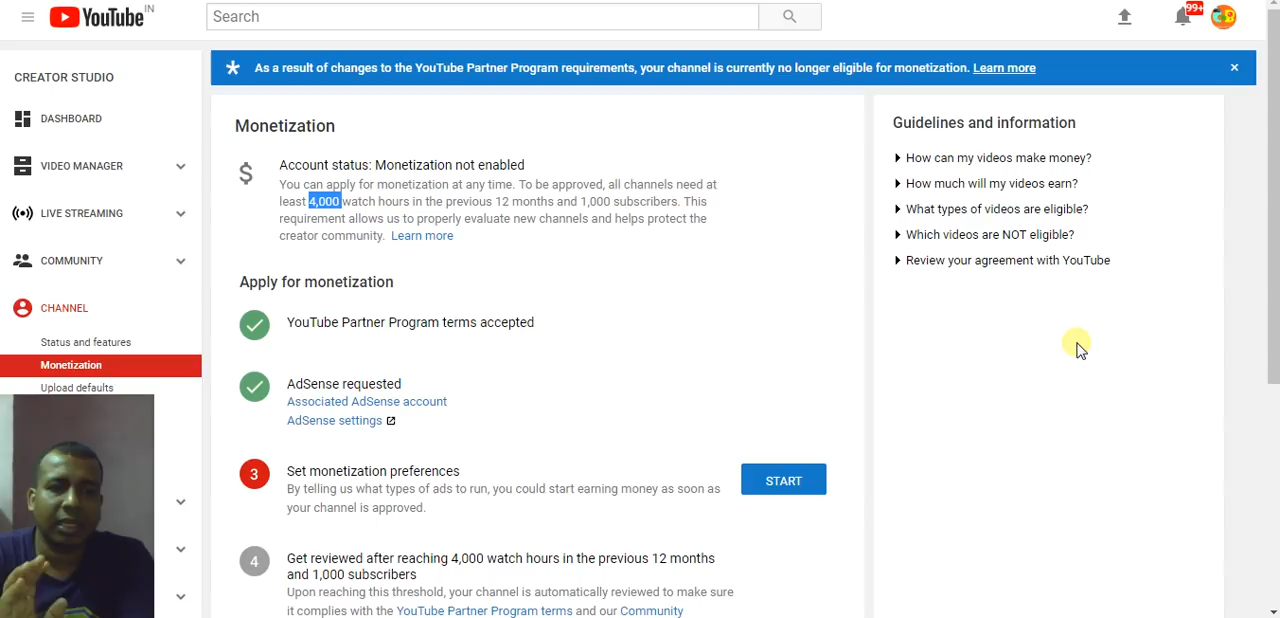 YouTube IN
Search
99+
CREATOR STUDIO
DASHBOARD
VIDEO MANAGER
LIVE STREAMING
COMMUNITY
CHANNEL
Status and features
Monetization
Upload defaults
As a result of changes to the YouTube Partner Program requirements, your channel is currently no longer eligible for monetization. Learn more
Monetization
Account status: Monetization not enabled
You can apply for monetization at any time. To be approved, all channels need at
least 4,000 watch hours in the previous 12 months and 1,000 subscribers. This
requirement allows us to properly evaluate new channels and helps protect the
creator community. Learn more
Apply for monetization
YouTube Partner Program terms accepted
AdSense requested
Associated AdSense account
AdSense settings
3
Set monetization preferences
By telling us what types of ads to run, you could start earning money as soon as
your channel is approved.
START
4
Get reviewed after reaching 4,000 watch hours in the previous 12 months
and 1,000 subscribers
Upon reaching this threshold, your channel is automatically reviewed to make sure
it complies with the YouTube Partner Program terms and our Community
Guidelines and information
How can my videos make money?
How much will my videos earn?
What types of videos are eligible?
Which videos are NOT eligible?
Review your agreement with YouTube